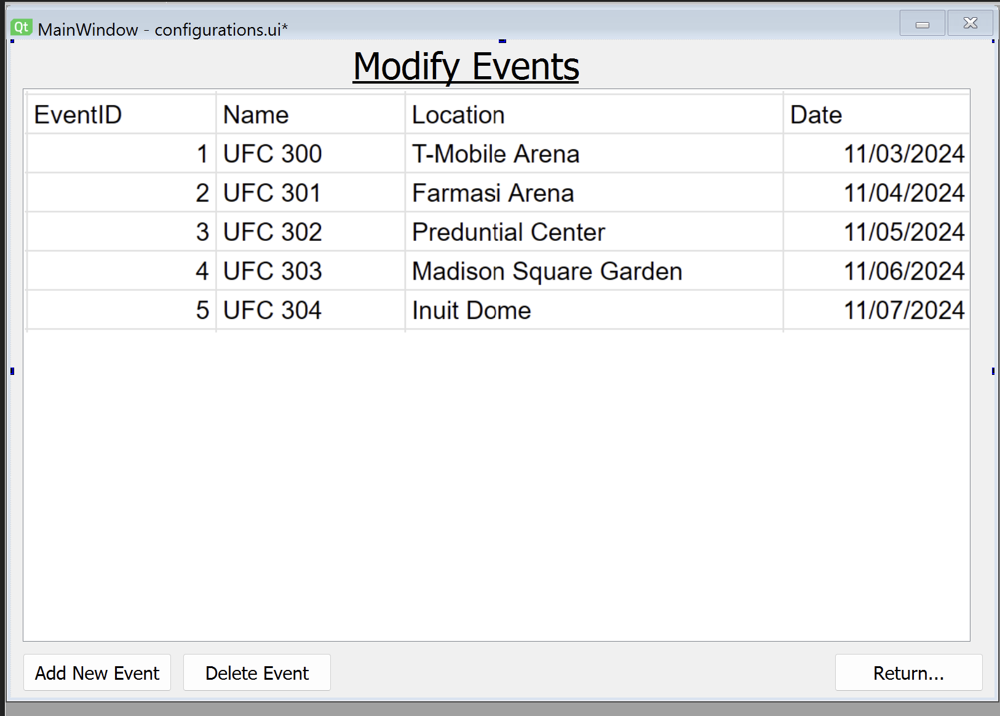 Qt MainWindow - configurations.ui*
Modify Events
EventID Name Location Date
1 UFC 300 T-Mobile Arena 11/03/2024
2 UFC 301 Farmasi Arena 11/04/2024
3 UFC 302 Preduntial Center 11/05/2024
4 UFC 303 Madison Square Garden 11/06/2024
5 UFC 304 Inuit Dome 11/07/2024
Add New Event Delete Event Return...